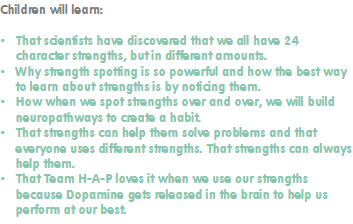 Children will learn:
• That scientists have discovered that we all have 24
character strengths, but in different amounts.
• Why strength spotting is so powerful and how the best way
to learn about strengths is by noticing them.
• How when we spot strengths over and over, we will build
neuropathways to create a habit.
• That strengths can help them solve problems and that
everyone uses different strengths. That strengths can always
help them.
• That Team H-A-P loves it when we use our strengths
because Dopamine gets released in the brain to help us
perform at our best.